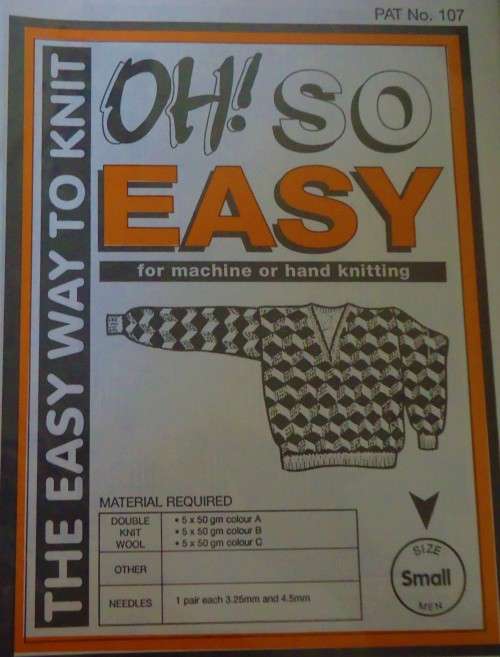 PAT No. 107
THE EASY WAY TO KNIT
OH! SO
EASY
for machine or hand knitting
MATERIAL REQUIRED
DOUBLE
KNIT
WOOL
• 5 x 50 gm colour A
• 5 x 50 gm colour B
• 5 x 50 gm colour C
OTHER
NEEDLES
1 pair each 3.25mm and 4.5mm
SIZE
Small
MEN